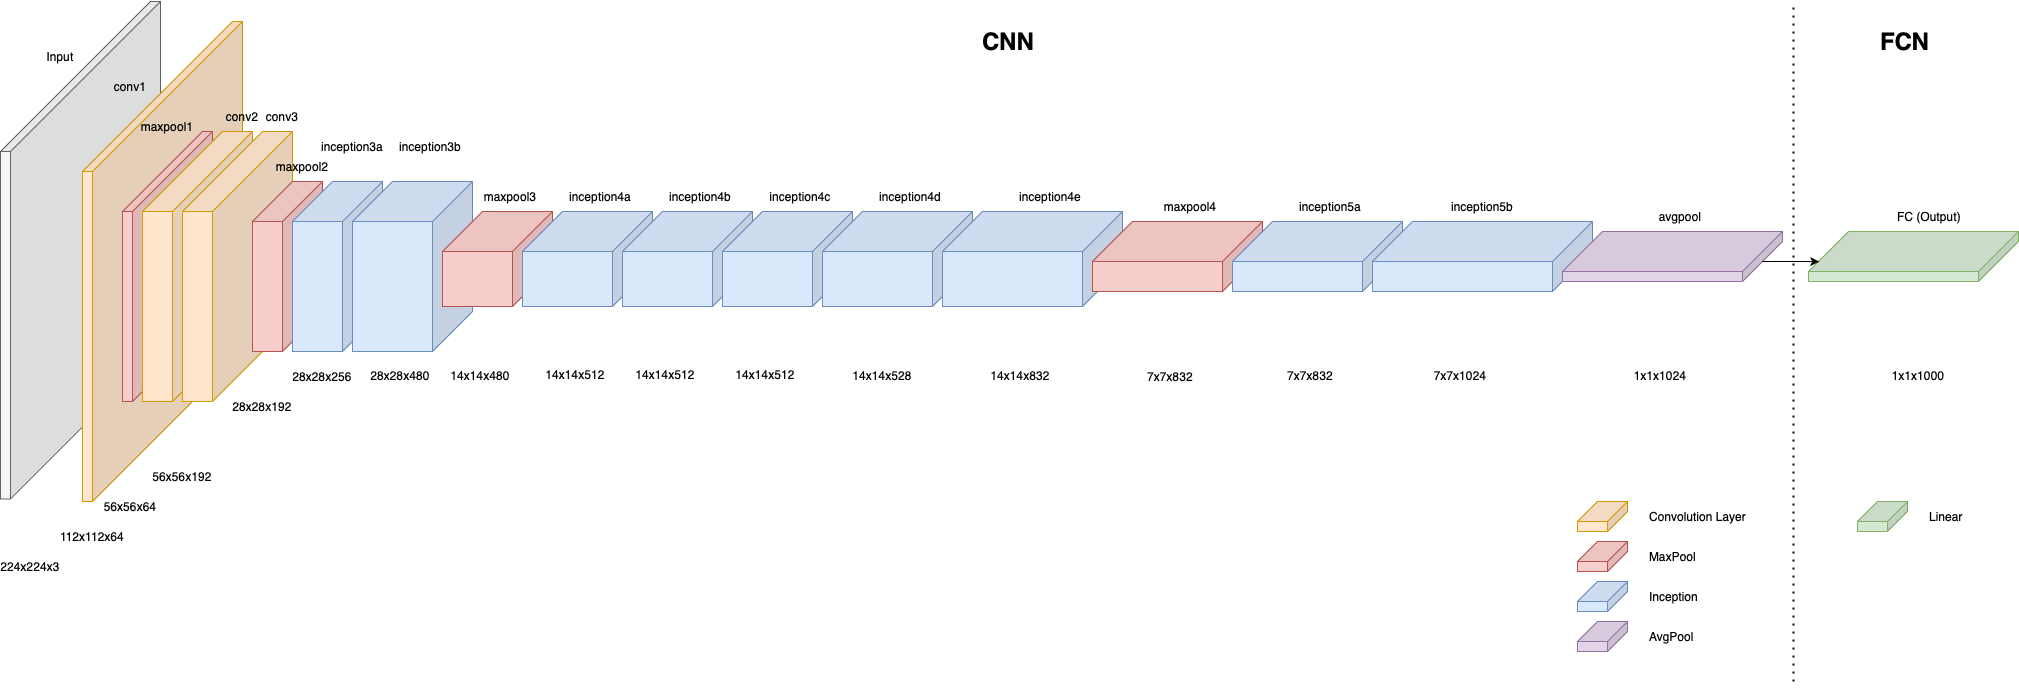 CNN
FCN
Input
conv1
maxpool1
conv2
conv3
maxpool2
inception3a
inception3b
maxpool3
inception4a
inception4b
inception4c
inception4d
inception4e
maxpool4
inception5a
inception5b
avgpool
FC (Output)
224x224x3
112x112x64
56x56x64
56x56x192
28x28x192
28x28x256
28x28x480
14x14x480
14x14x512
14x14x512
14x14x512
14x14x528
14x14x832
7x7x832
7x7x832
7x7x1024
1x1x1024
1x1x1000
Convolution Layer
MaxPool
Inception
AvgPool
Linear